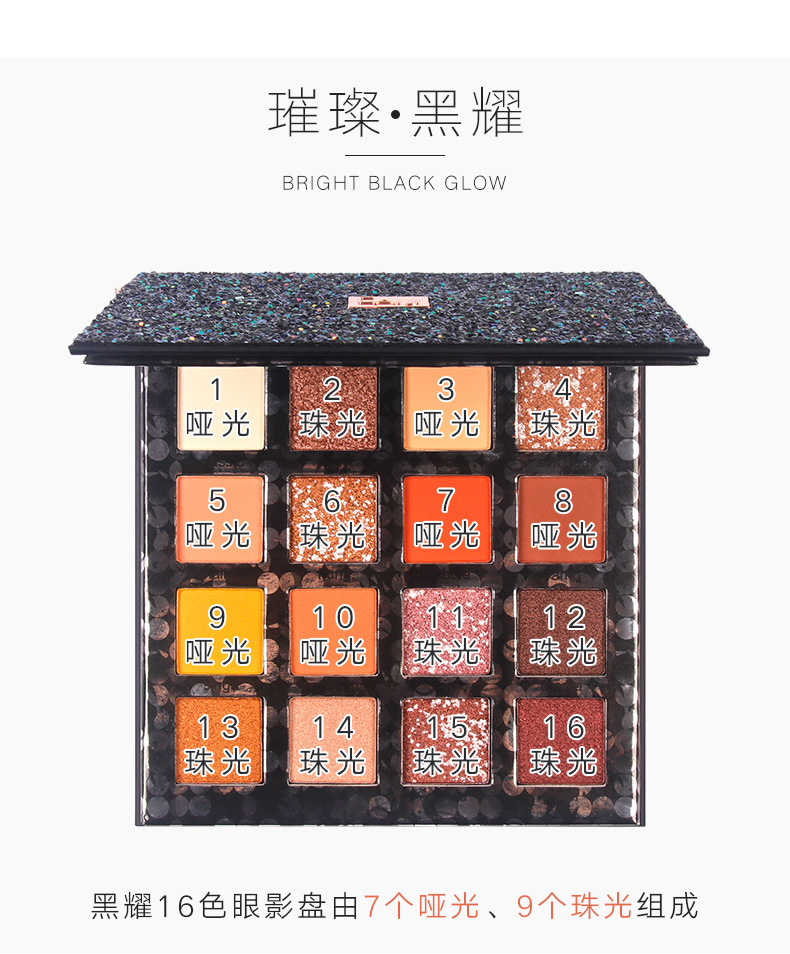 璀璨·黑耀
BRIGHT BLACK GLOW
1
哑光
2
珠光
3
哑光
4
珠光
5
哑光
6
珠光
7
哑光
8
哑光
9
哑光
10
哑光
11
珠光
12
珠光
13
珠光
14
珠光
15
珠光
16
珠光
黑耀16色眼影盘由7个哑光、9个珠光组成